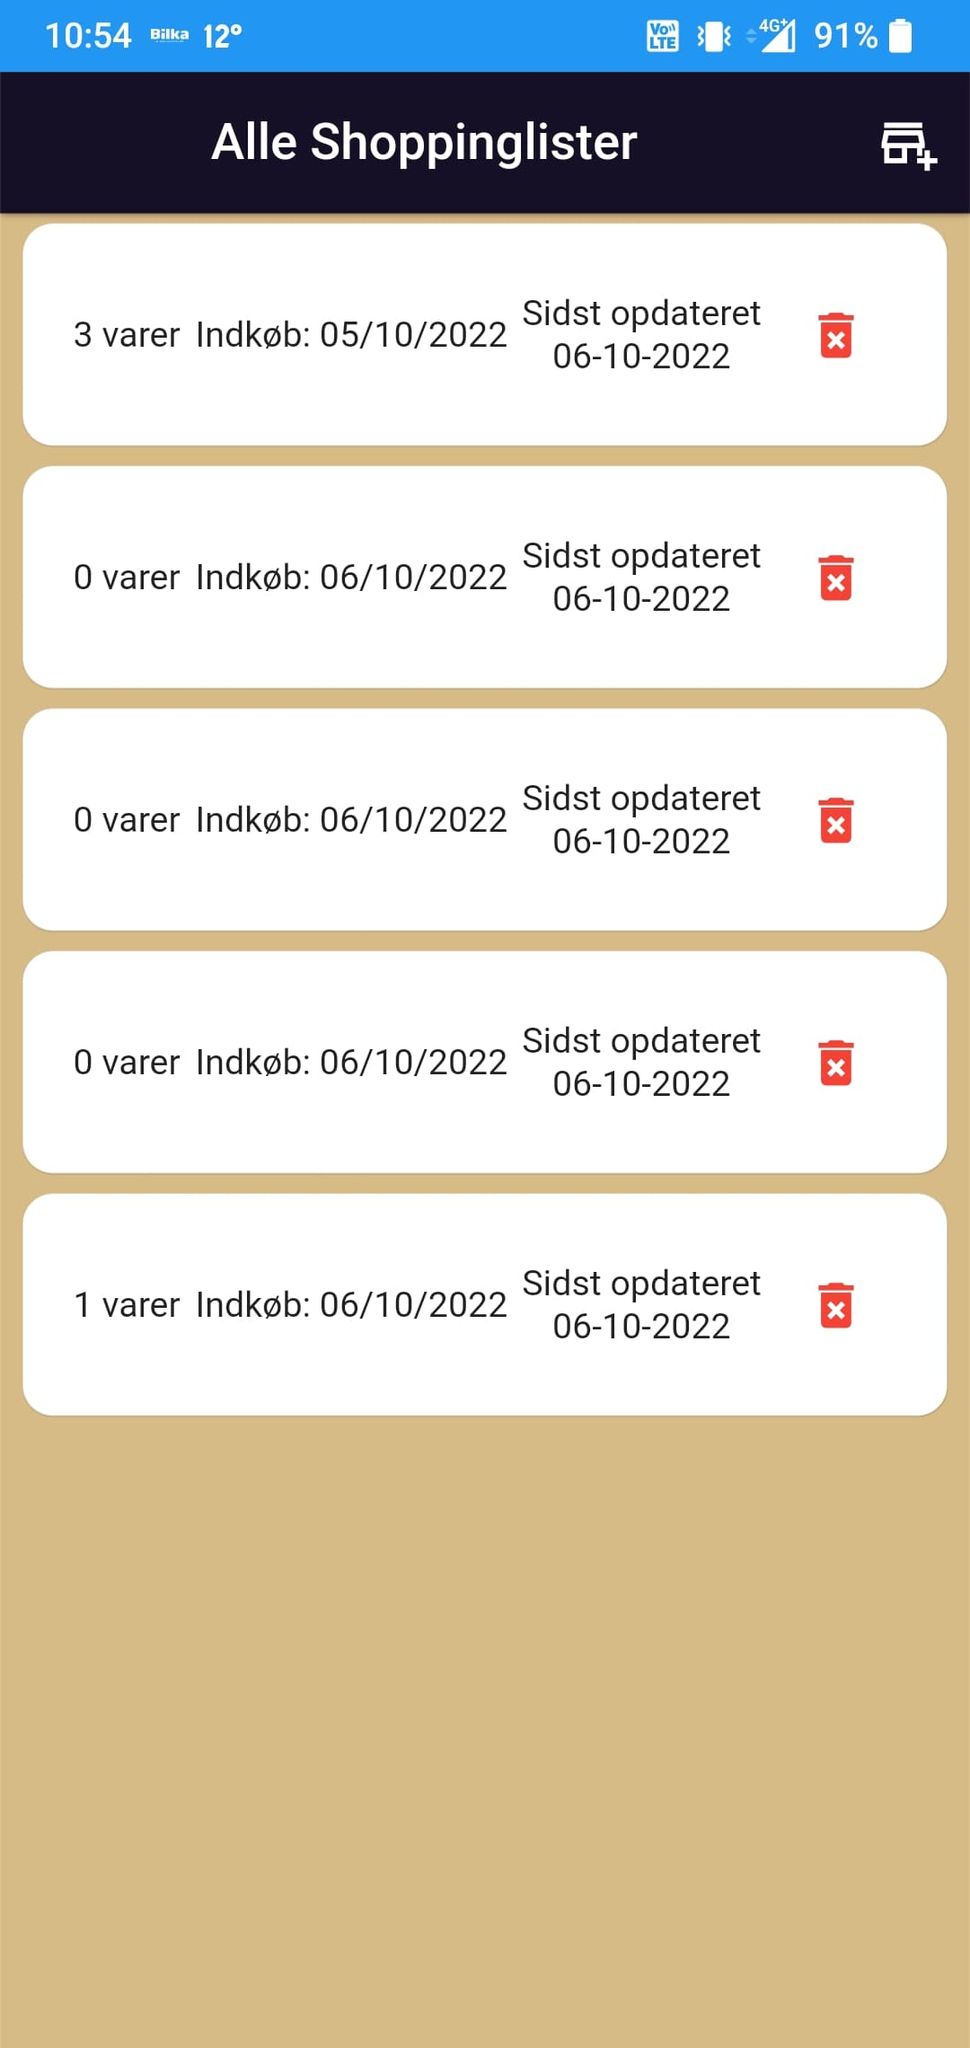 10:54 Bilka 12° VoLTE 4G+ 91%
Alle Shoppinglister
3 varer Indkøb: 05/10/2022 Sidst opdateret
06-10-2022
0 varer Indkøb: 06/10/2022 Sidst opdateret
06-10-2022
0 varer Indkøb: 06/10/2022 Sidst opdateret
06-10-2022
0 varer Indkøb: 06/10/2022 Sidst opdateret
06-10-2022
1 varer Indkøb: 06/10/2022 Sidst opdateret
06-10-2022